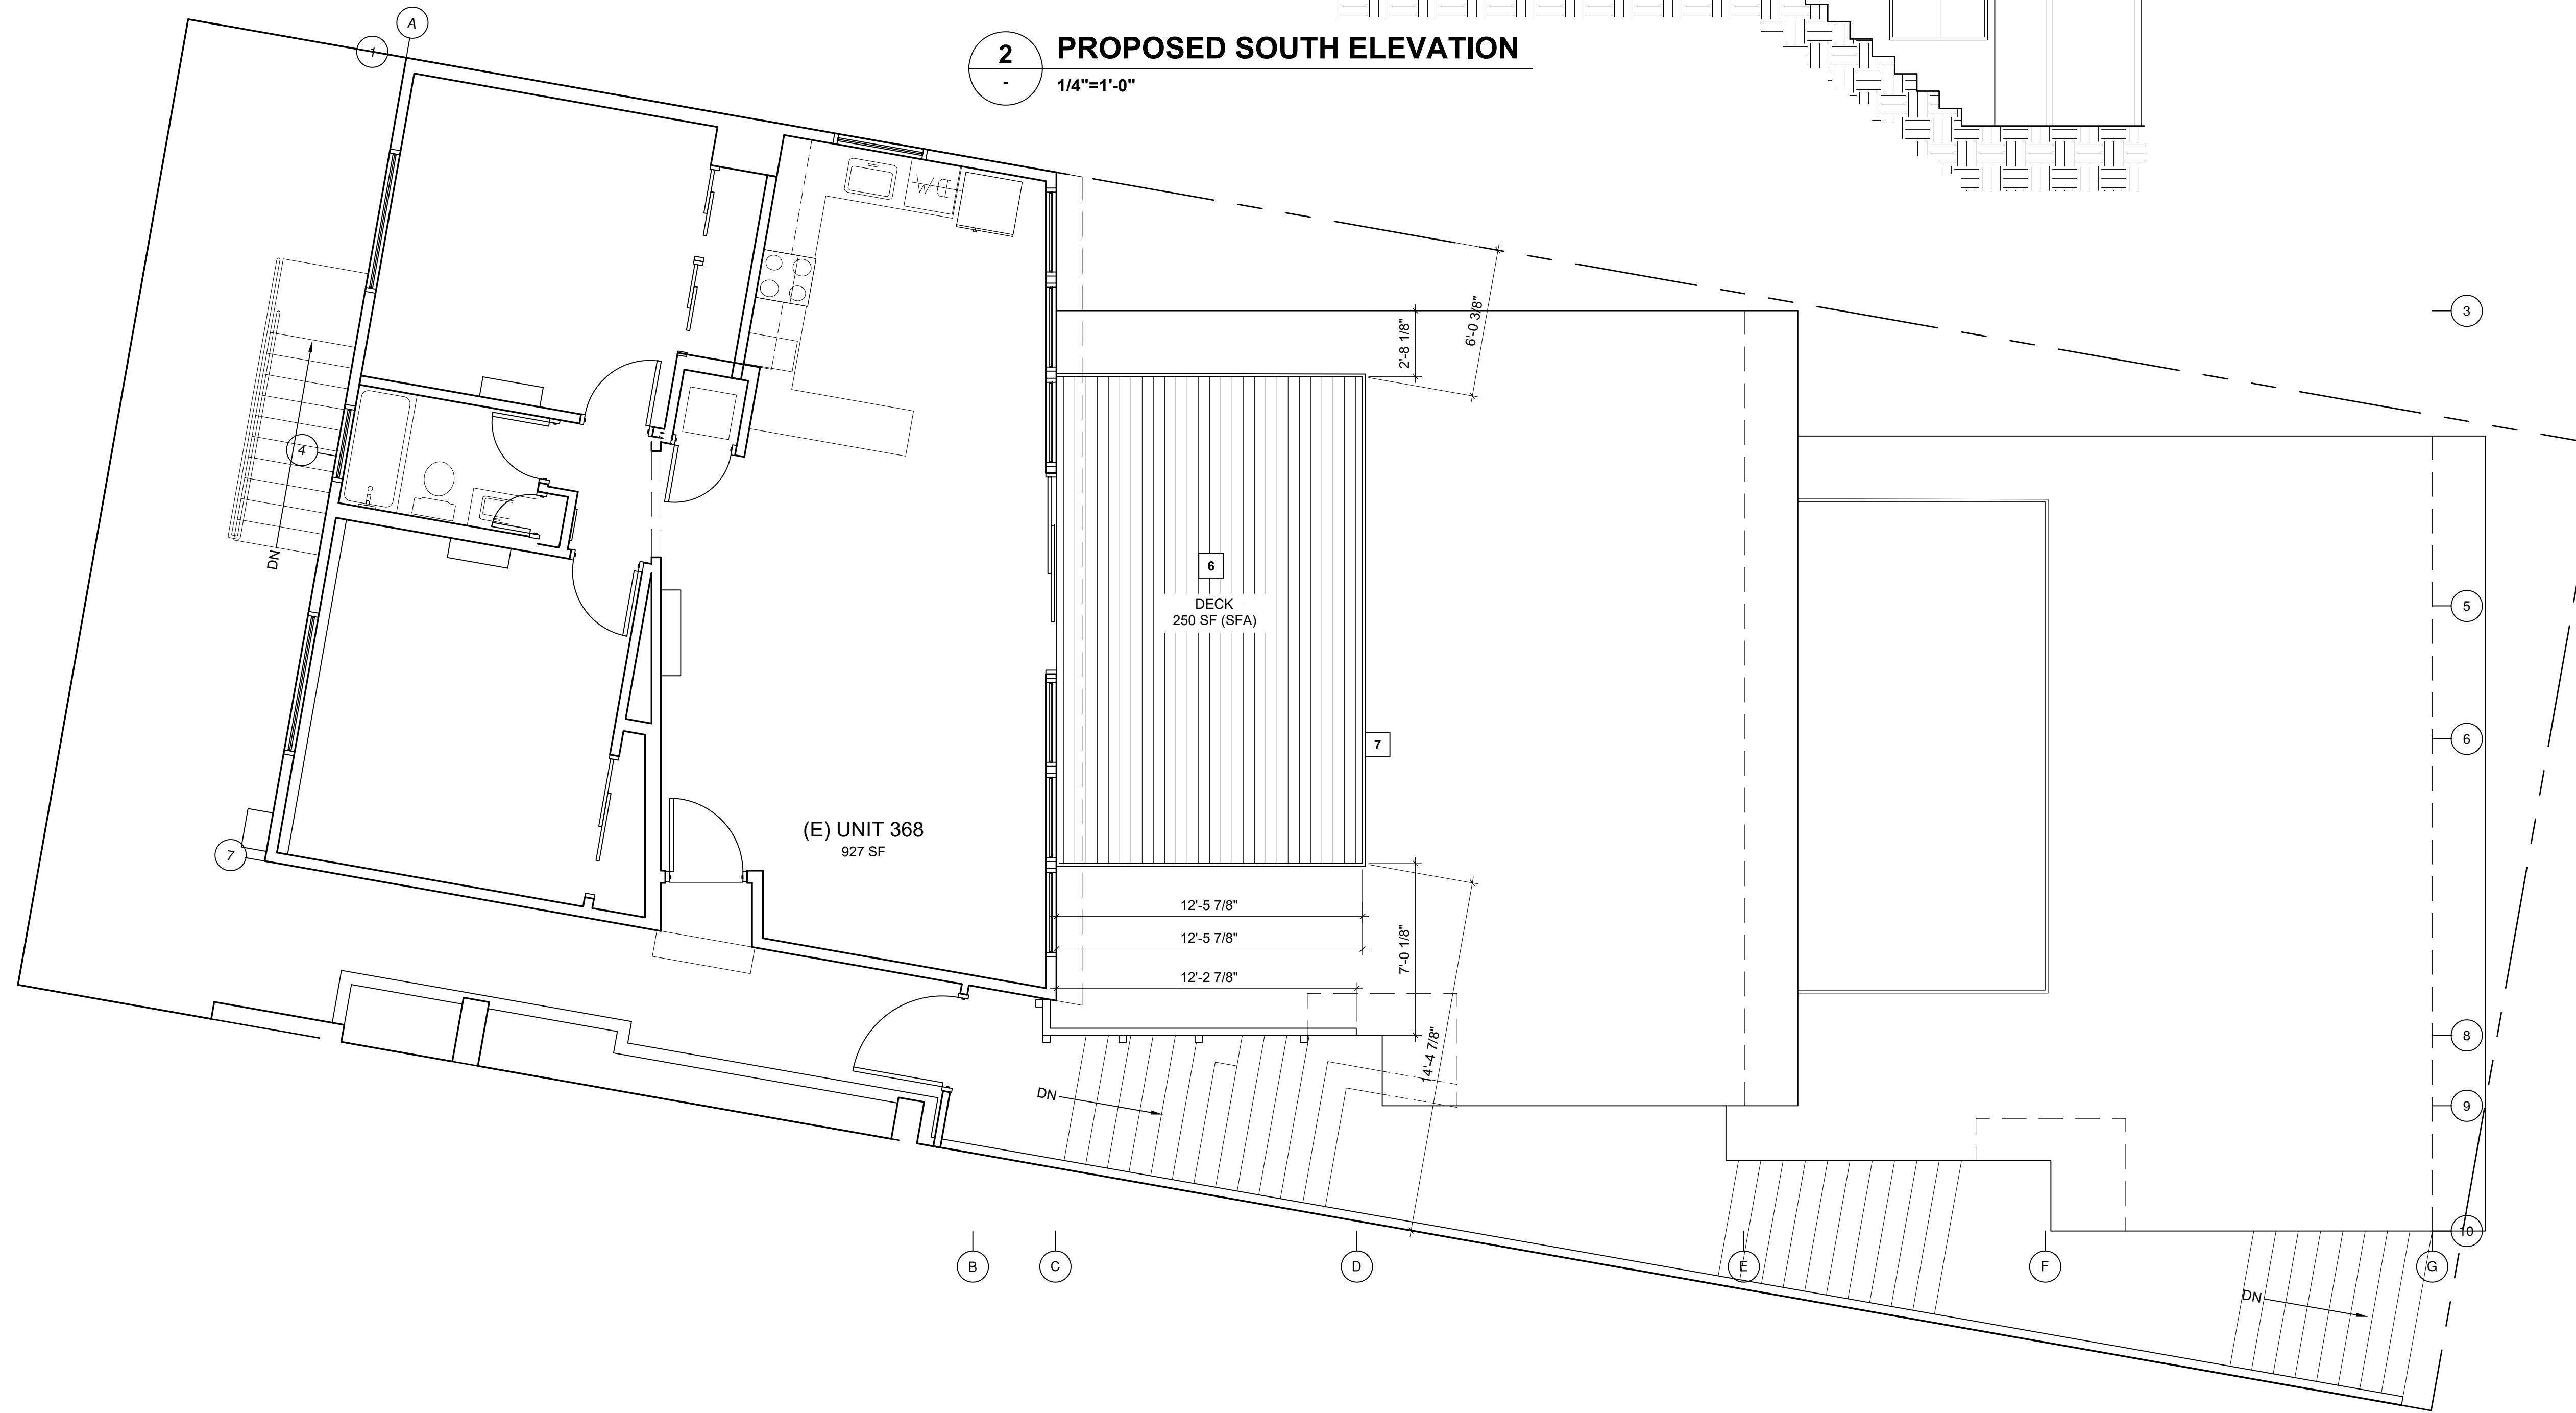 A
1
2
PROPOSED SOUTH ELEVATION
-
1/4"=1'-0"
DW
3
2'-8 1/8"
6'-0 3/8"
4
DN
6
DECK
250 SF (SFA)
5
7
6
(E) UNIT 368
927 SF
7
12'-5 7/8"
12'-5 7/8"
12'-2 7/8"
7'-0 1/8"
14'-4 7/8"
8
DN
9
10
B
C
D
E
F
G
DN